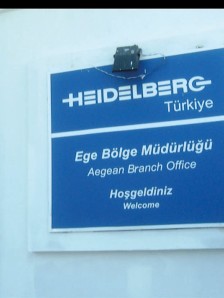 HEIDELBERG
Türkiye
Ege Bölge Müdürlüğü
Aegean Branch Office
Hoşgeldiniz
Welcome